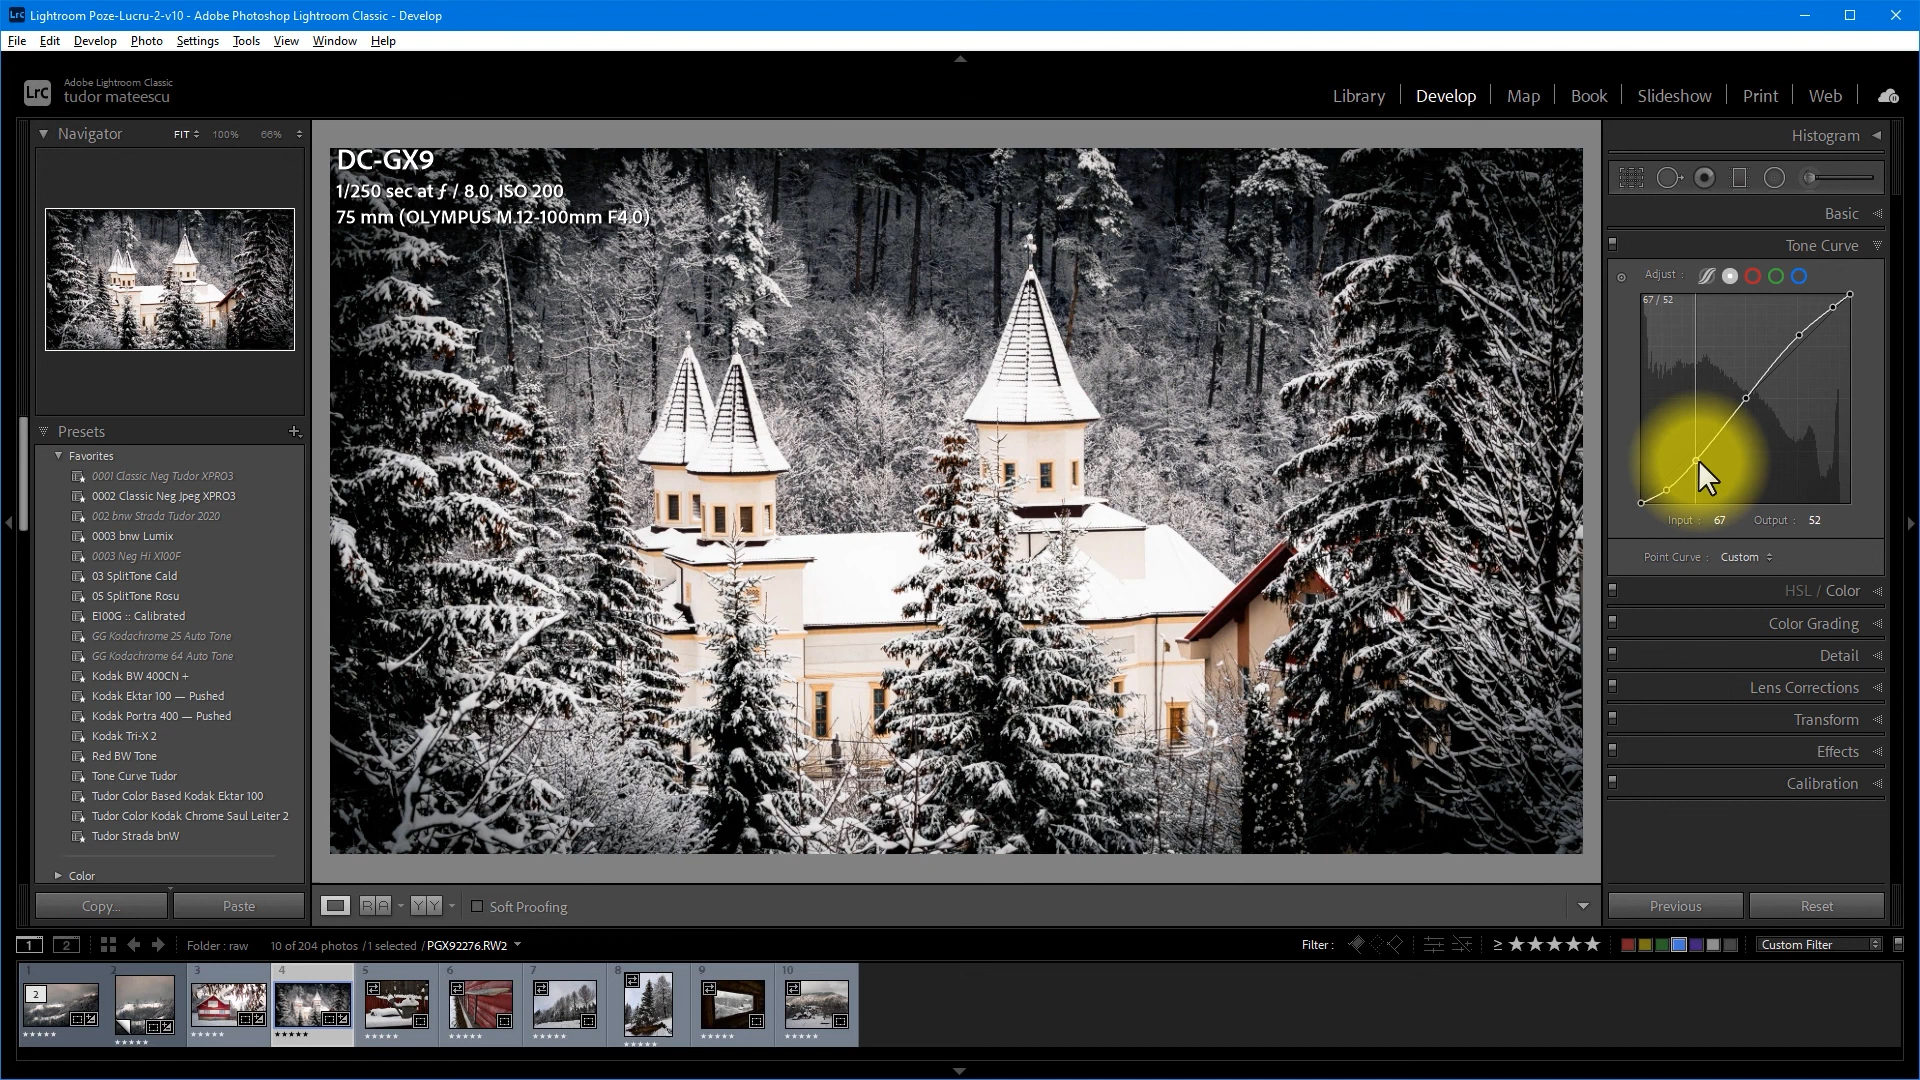 Lightroom Poze-Lucru-2-v10 - Adobe Photoshop Lightroom Classic - Develop
File Edit Develop Photo Settings Tools View Window Help
LrC
Adobe Lightroom Classic
tudor mateescu
Library Develop Map Book Slideshow Print Web
Navigator FIT 100% 66%
Presets
Favorites
0001 Classic Neg Tudor XPRO3
0002 Classic Neg Jpeg XPRO3
002 bnw Strada Tudor 2020
0003 bnw Lumix
0003 Neg Hi X100F
03 SplitTone Cald
05 SplitTone Rosu
E100G :: Calibrated
GG Kodachrome 25 Auto Tone
GG Kodachrome 64 Auto Tone
Kodak BW 400CN +
Kodak Ektar 100 — Pushed
Kodak Portra 400 — Pushed
Kodak Tri-X 2
Red BW Tone
Tone Curve Tudor
Tudor Color Based Kodak Ektar 100
Tudor Color Kodak Chrome Saul Leiter 2
Tudor Strada bnW
Color
Copy... Paste
DC-GX9
1/250 sec at ƒ / 8.0, ISO 200
75 mm (OLYMPUS M.12-100mm F4.0)
R A Y Y Soft Proofing
Histogram
Basic
Tone Curve
Adjust :
67 / 52
Input : 67 Output : 52
Point Curve : Custom
HSL / Color
Color Grading
Detail
Lens Corrections
Transform
Effects
Calibration
Previous Reset
1 2 Folder : raw 10 of 204 photos / 1 selected / PGX92276.RW2 Filter : ≥ ★★★★★ Custom Filter
1 2 3 4 5 6 7 8 9 10
2